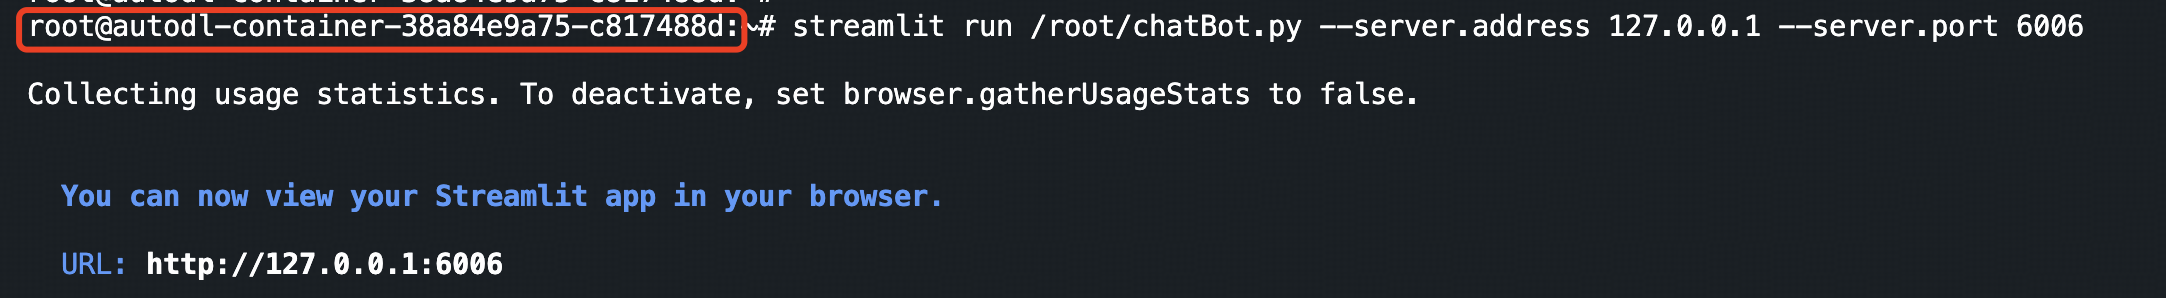 root@autodl-container-38a84e9a75-c817488d:~# streamlit run /root/chatBot.py --server.address 127.0.0.1 --server.port 6006
Collecting usage statistics. To deactivate, set browser.gatherUsageStats to false.
You can now view your Streamlit app in your browser.
URL: http://127.0.0.1:6006